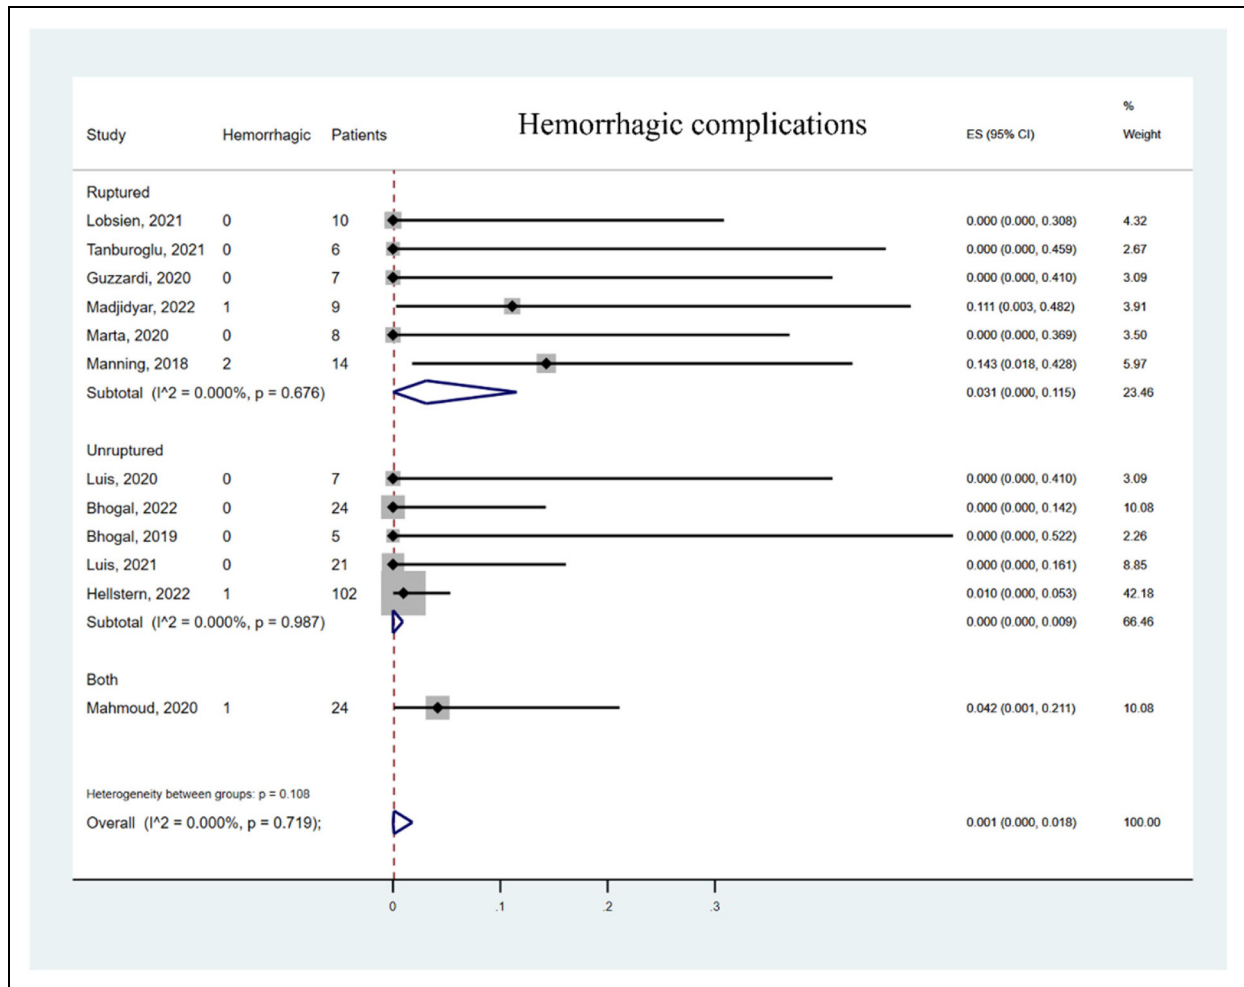 Hemorrhagic complications
%
Study Hemorrhagic Patients ES (95% CI) Weight
Ruptured
Lobsien, 2021 0 10 0.000 (0.000, 0.308) 4.32
Tanburoglu, 2021 0 6 0.000 (0.000, 0.459) 2.67
Guzzardi, 2020 0 7 0.000 (0.000, 0.410) 3.09
Madjidyar, 2022 1 9 0.111 (0.003, 0.482) 3.91
Marta, 2020 0 8 0.000 (0.000, 0.369) 3.50
Manning, 2018 2 14 0.143 (0.018, 0.428) 5.97
Subtotal (I^2 = 0.000%, p = 0.676) 0.031 (0.000, 0.115) 23.46
Unruptured
Luis, 2020 0 7 0.000 (0.000, 0.410) 3.09
Bhogal, 2022 0 24 0.000 (0.000, 0.142) 10.08
Bhogal, 2019 0 5 0.000 (0.000, 0.522) 2.26
Luis, 2021 0 21 0.000 (0.000, 0.161) 8.85
Hellstern, 2022 1 102 0.010 (0.000, 0.053) 42.18
Subtotal (I^2 = 0.000%, p = 0.987) 0.000 (0.000, 0.009) 66.46
Both
Mahmoud, 2020 1 24 0.042 (0.001, 0.211) 10.08
Heterogeneity between groups: p = 0.108
Overall (I^2 = 0.000%, p = 0.719); 0.001 (0.000, 0.018) 100.00
0 .1 .2 .3